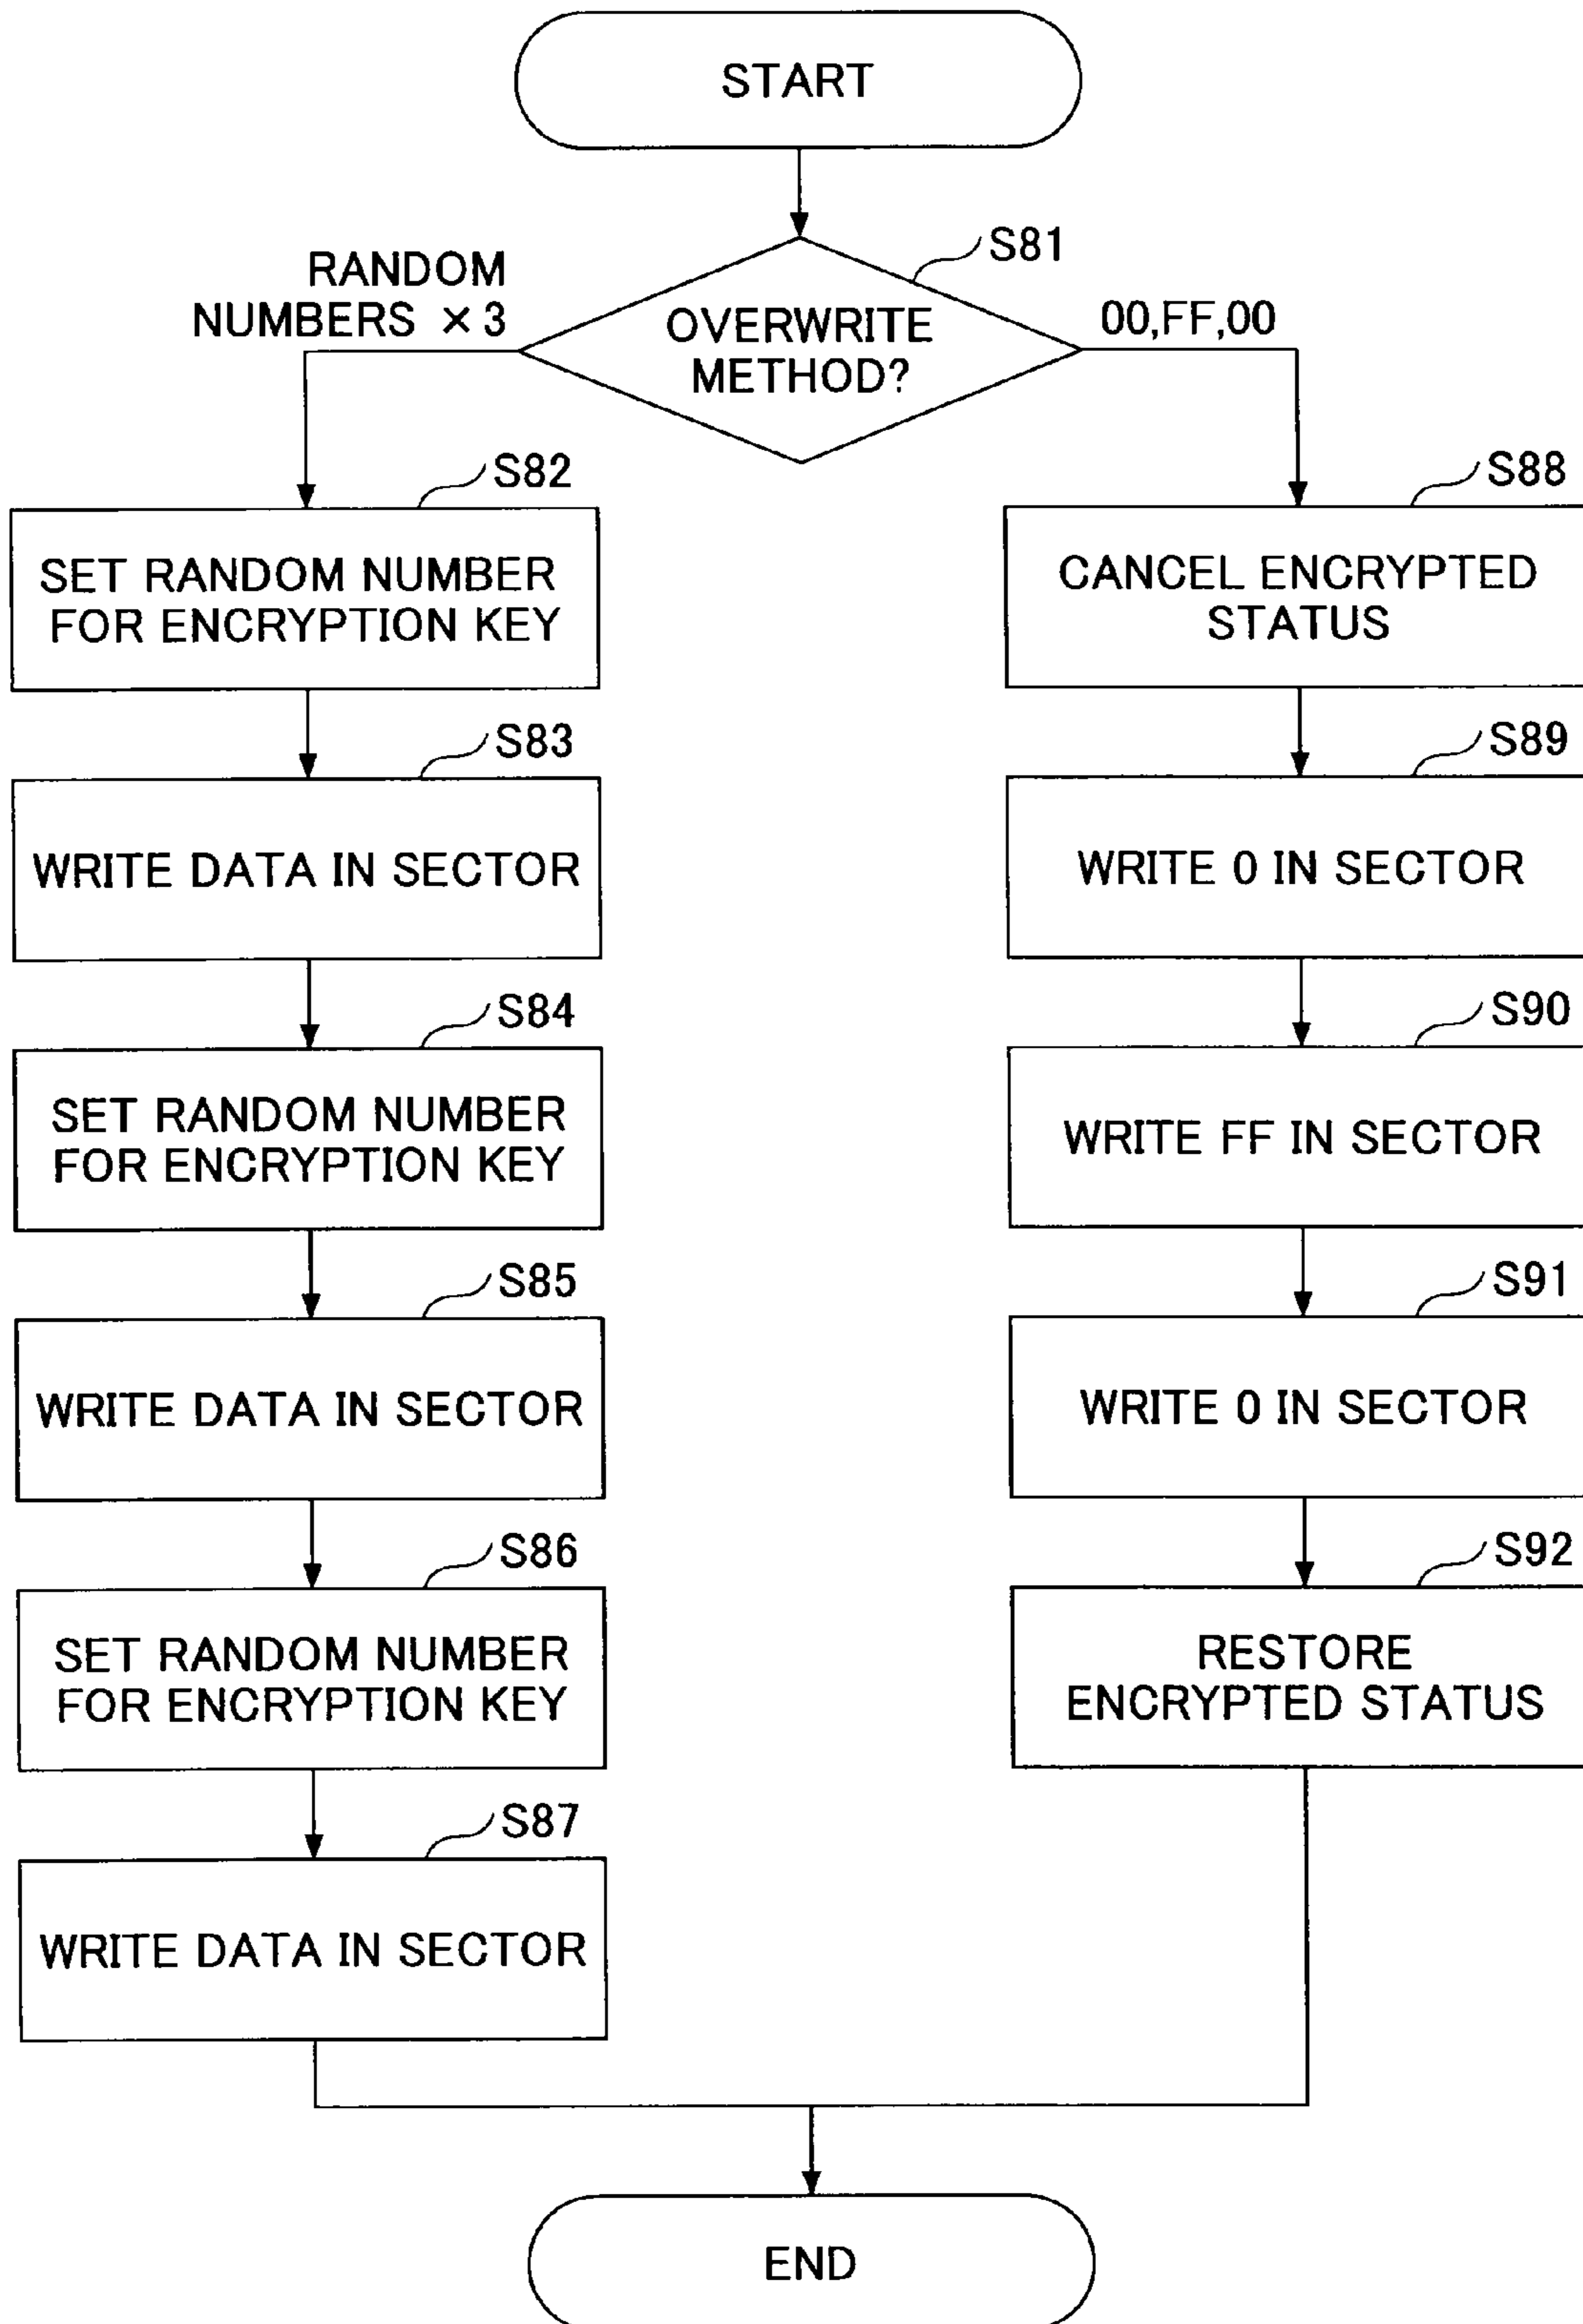 START
S81
RANDOM
NUMBERS ×3
OVERWRITE
METHOD?
00,FF,00
S82
SET RANDOM NUMBER
FOR ENCRYPTION KEY
S83
WRITE DATA IN SECTOR
S84
SET RANDOM NUMBER
FOR ENCRYPTION KEY
S85
WRITE DATA IN SECTOR
S86
SET RANDOM NUMBER
FOR ENCRYPTION KEY
S87
WRITE DATA IN SECTOR
S88
CANCEL ENCRYPTED
STATUS
S89
WRITE 0 IN SECTOR
S90
WRITE FF IN SECTOR
S91
WRITE 0 IN SECTOR
S92
RESTORE
ENCRYPTED STATUS
END